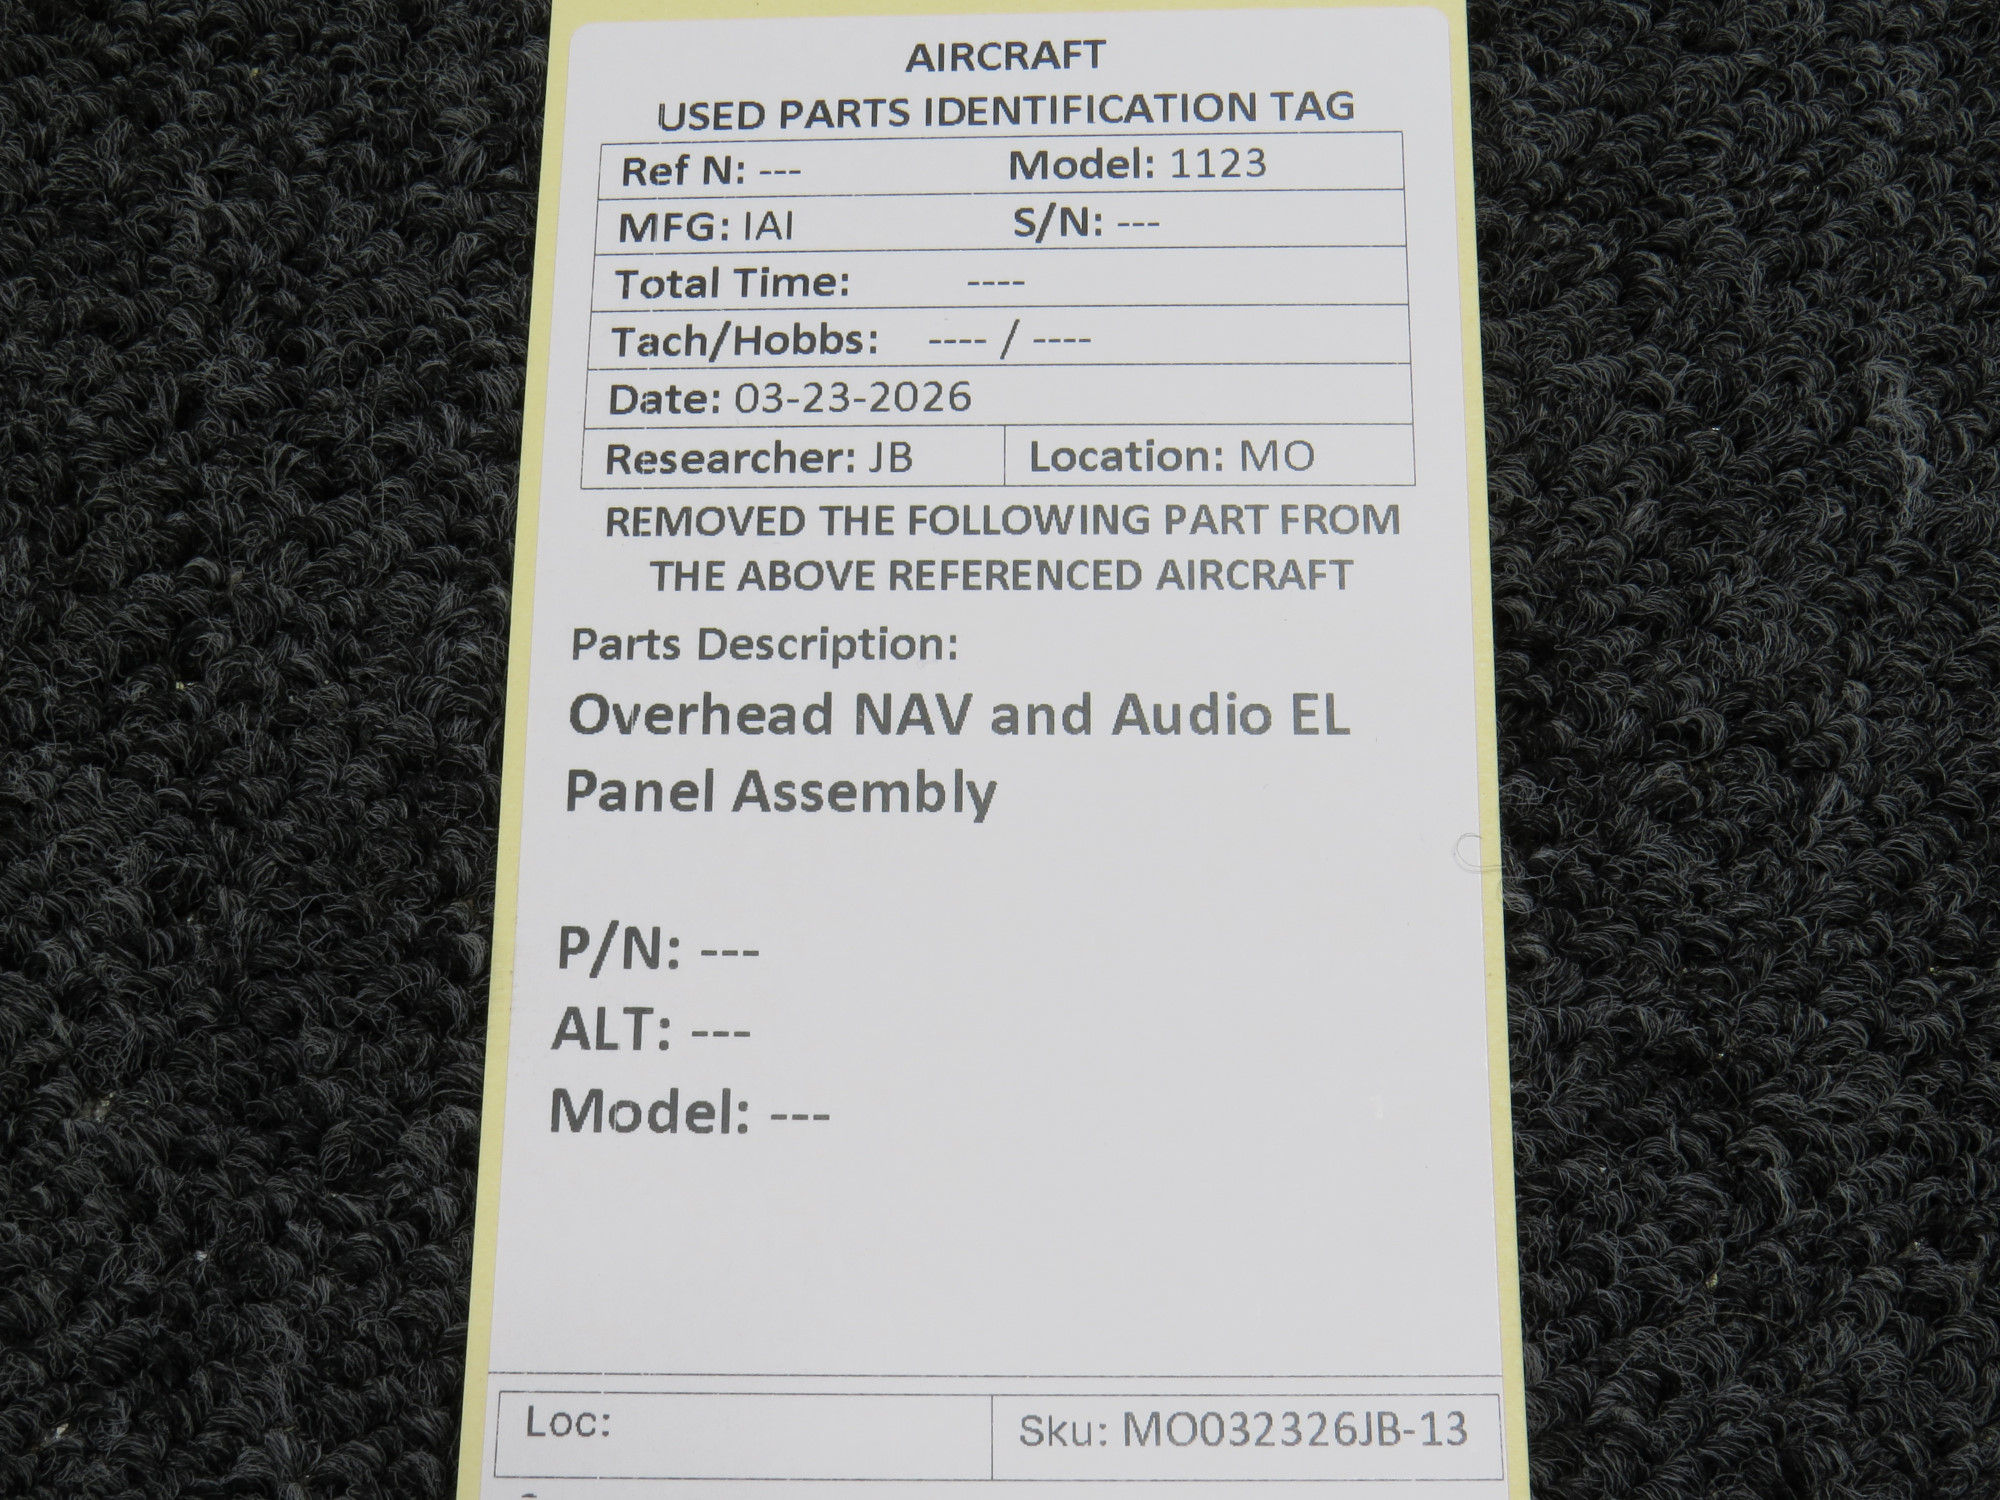 AIRCRAFT
USED PARTS IDENTIFICATION TAG
Ref N: --- Model: 1123
MFG: IAI S/N: ---
Total Time: ----
Tach/Hobbs: ---- / ----
Date: 03-23-2026
Researcher: JB Location: MO
REMOVED THE FOLLOWING PART FROM
THE ABOVE REFERENCED AIRCRAFT
Parts Description:
Overhead NAV and Audio EL
Panel Assembly
P/N: ---
ALT: ---
Model: ---
Loc: Sku: MO032326JB-13